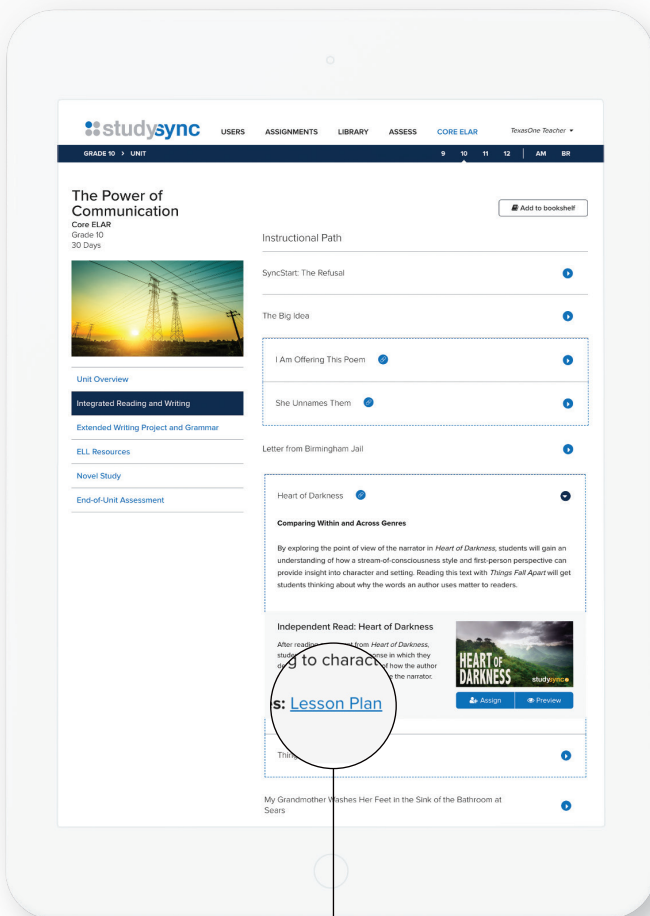 studysync
USERS ASSIGNMENTS LIBRARY ASSESS CORE ELAR TexasOne Teacher
GRADE 10 > UNIT 9 10 11 12 | AM BR
The Power of
Communication
Core ELAR
Grade 10
30 Days
Unit Overview
Integrated Reading and Writing
Extended Writing Project and Grammar
ELL Resources
Novel Study
End-of-Unit Assessment
Add to bookshelf
Instructional Path
SyncStart: The Refusal
The Big Idea
I Am Offering This Poem
She Unnames Them
Letter from Birmingham Jail
Heart of Darkness
Comparing Within and Across Genres
By exploring the point of view of the narrator in Heart of Darkness, students will gain an
understanding of how a stream-of-consciousness style and first-person perspective can
provide insight into character and setting. Reading this text with Things Fall Apart will get
students thinking about why the words an author uses matter to readers.
Independent Read: Heart of Darkness
After reading from Heart of Darkness,
in which they
of how the author
the narrator.
g to charact
s: Lesson Plan
HEART OF
DARKNESS
studysync
Assign
Preview
Thing
My Grandmother Washes Her Feet in the Sink of the Bathroom at
Sears